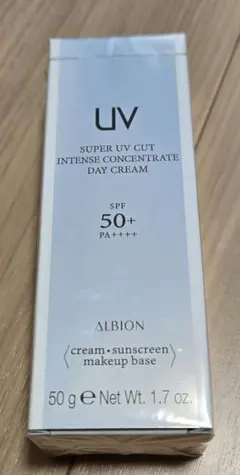 UV
SUPER UV CUT
INTENSE CONCENTRATE
DAY CREAM
SPF
50+
PA++++
ALBION
〈cream・sunscreen
makeup base〉
50 g ℮ Net Wt. 1.7 oz.